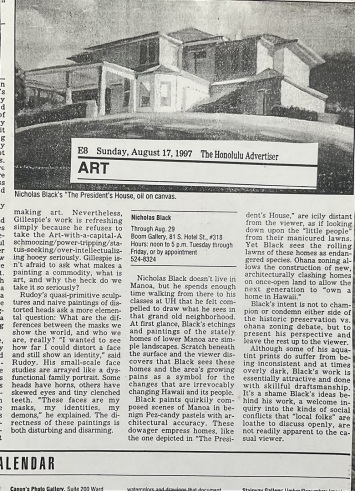 E8 Sunday, August 17, 1997 The Honolulu Advertiser
ART
Nicholas Black's "The President's House, oil on canvas.
making art. Nevertheless,
Gillespie's work is refreshing
simply because he refuses to
take the Art-with-a-capital-A
schmoozing/power-tripping/sta-
tus-seeking/over-intellectualiz-
ing hooey seriously. Gillespie is-
n't afraid to ask what makes a
painting a commodity, what is
art, and why the heck do we
take it so seriously?
Rudoy's quasi-primitive sculp-
tures and naive paintings of dis-
torted heads ask a more elemen-
tal question: What are the dif-
ferences between the masks we
show the world, and who we
are, really? "I wanted to see
how far I could distort a face
and still show an identity," said
Rudoy. His small-scale face
studies are arrayed like a dys-
functional family portrait. Some
heads have horns, others have
skewed eyes and tiny clenched
teeth. "These faces are my
masks, my identities, my
demons," he explained. The di-
rectness of these paintings is
both disturbing and disarming.
Nicholas Black
Through Aug. 29
Boom Gallery, 81 S. Hotel St., #318
Hours: noon to 5 p.m. Tuesday through
Friday, or by appointment
524-8324
Nicholas Black doesn't live in
Manoa, but he spends enough
time walking from there to his
classes at UH that he felt com-
pelled to draw what he sees in
that grand old neighborhood.
At first glance, Black's etchings
and paintings of the stately
homes of lower Manoa are sim-
ple landscapes. Scratch beneath
the surface and the viewer dis-
covers that Black sees these
homes and the area's growing
pains as a symbol for the
changes that are irrevocably
changing Hawaii and its people.
Black paints quirkily com-
posed scenes of Manoa in be-
nign Pez-candy pastels with ar-
chitectural accuracy. These
dowager empress homes, like
the one depicted in "The Presi-
dent's House," are icily distant
from the viewer, as if looking
down upon the "little people"
from their manicured lawns.
Yet Black sees the rolling
lawns of these homes as endan-
gered species. Ohana zoning al-
lows the construction of new,
architecturally clashing homes
on once-open land to allow the
next generation to "own a
home in Hawaii."
Black's intent is not to cham-
pion or condemn either side of
the historic preservation vs.
ohana zoning debate, but to
present his perspective and
leave the rest up to the viewer.
Although some of his aqua-
tint prints do suffer from be-
ing inconsistent and at times
overly dark, Black's work is
essentially attractive and done
with skillful draftsmanship.
It's a shame Black's ideas be-
hind his work, a welcome in-
quiry into the kinds of social
conflicts that "local folks" are
loathe to discuss openly, are
not readily apparent to the ca-
sual viewer.
ALENDAR
Canon's Photo Gallery, Suite 200 Ward
watercolors and drawings that document